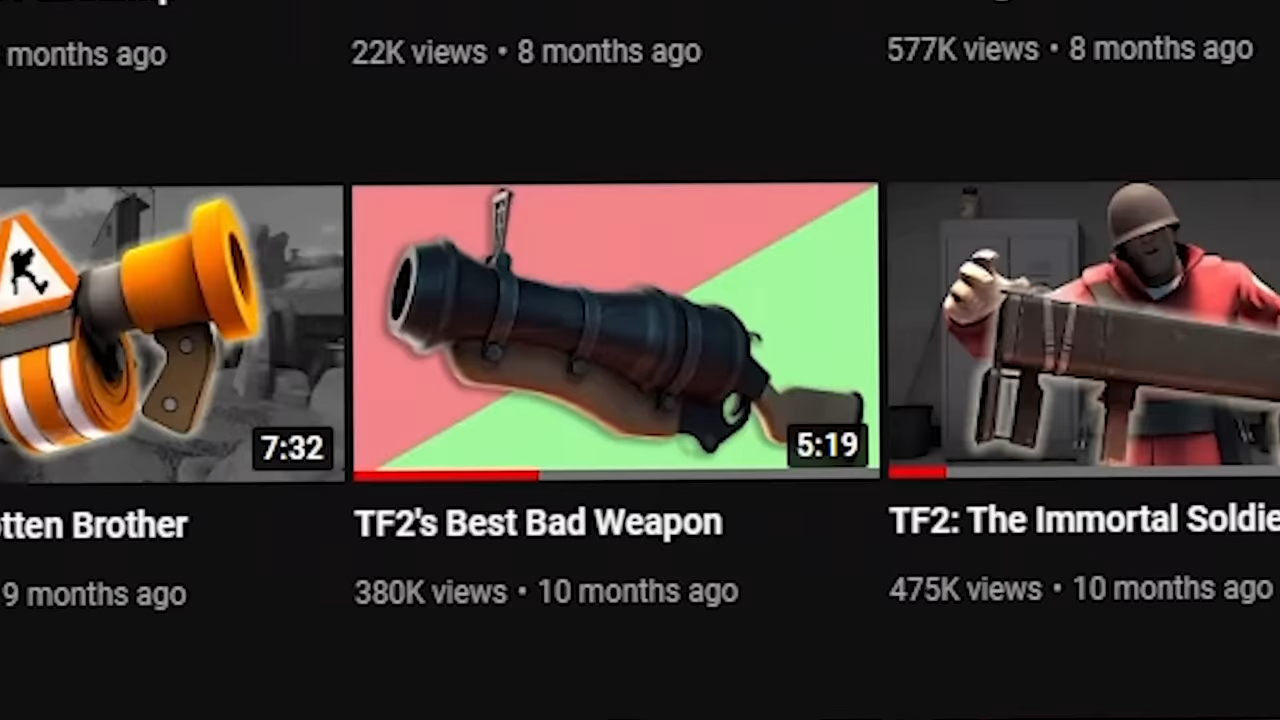 months ago
22K views • 8 months ago
577K views • 8 months ago
7:32
5:19
tten Brother
TF2's Best Bad Weapon
TF2: The Immortal Soldie
9 months ago
380K views • 10 months ago
475K views • 10 months ago